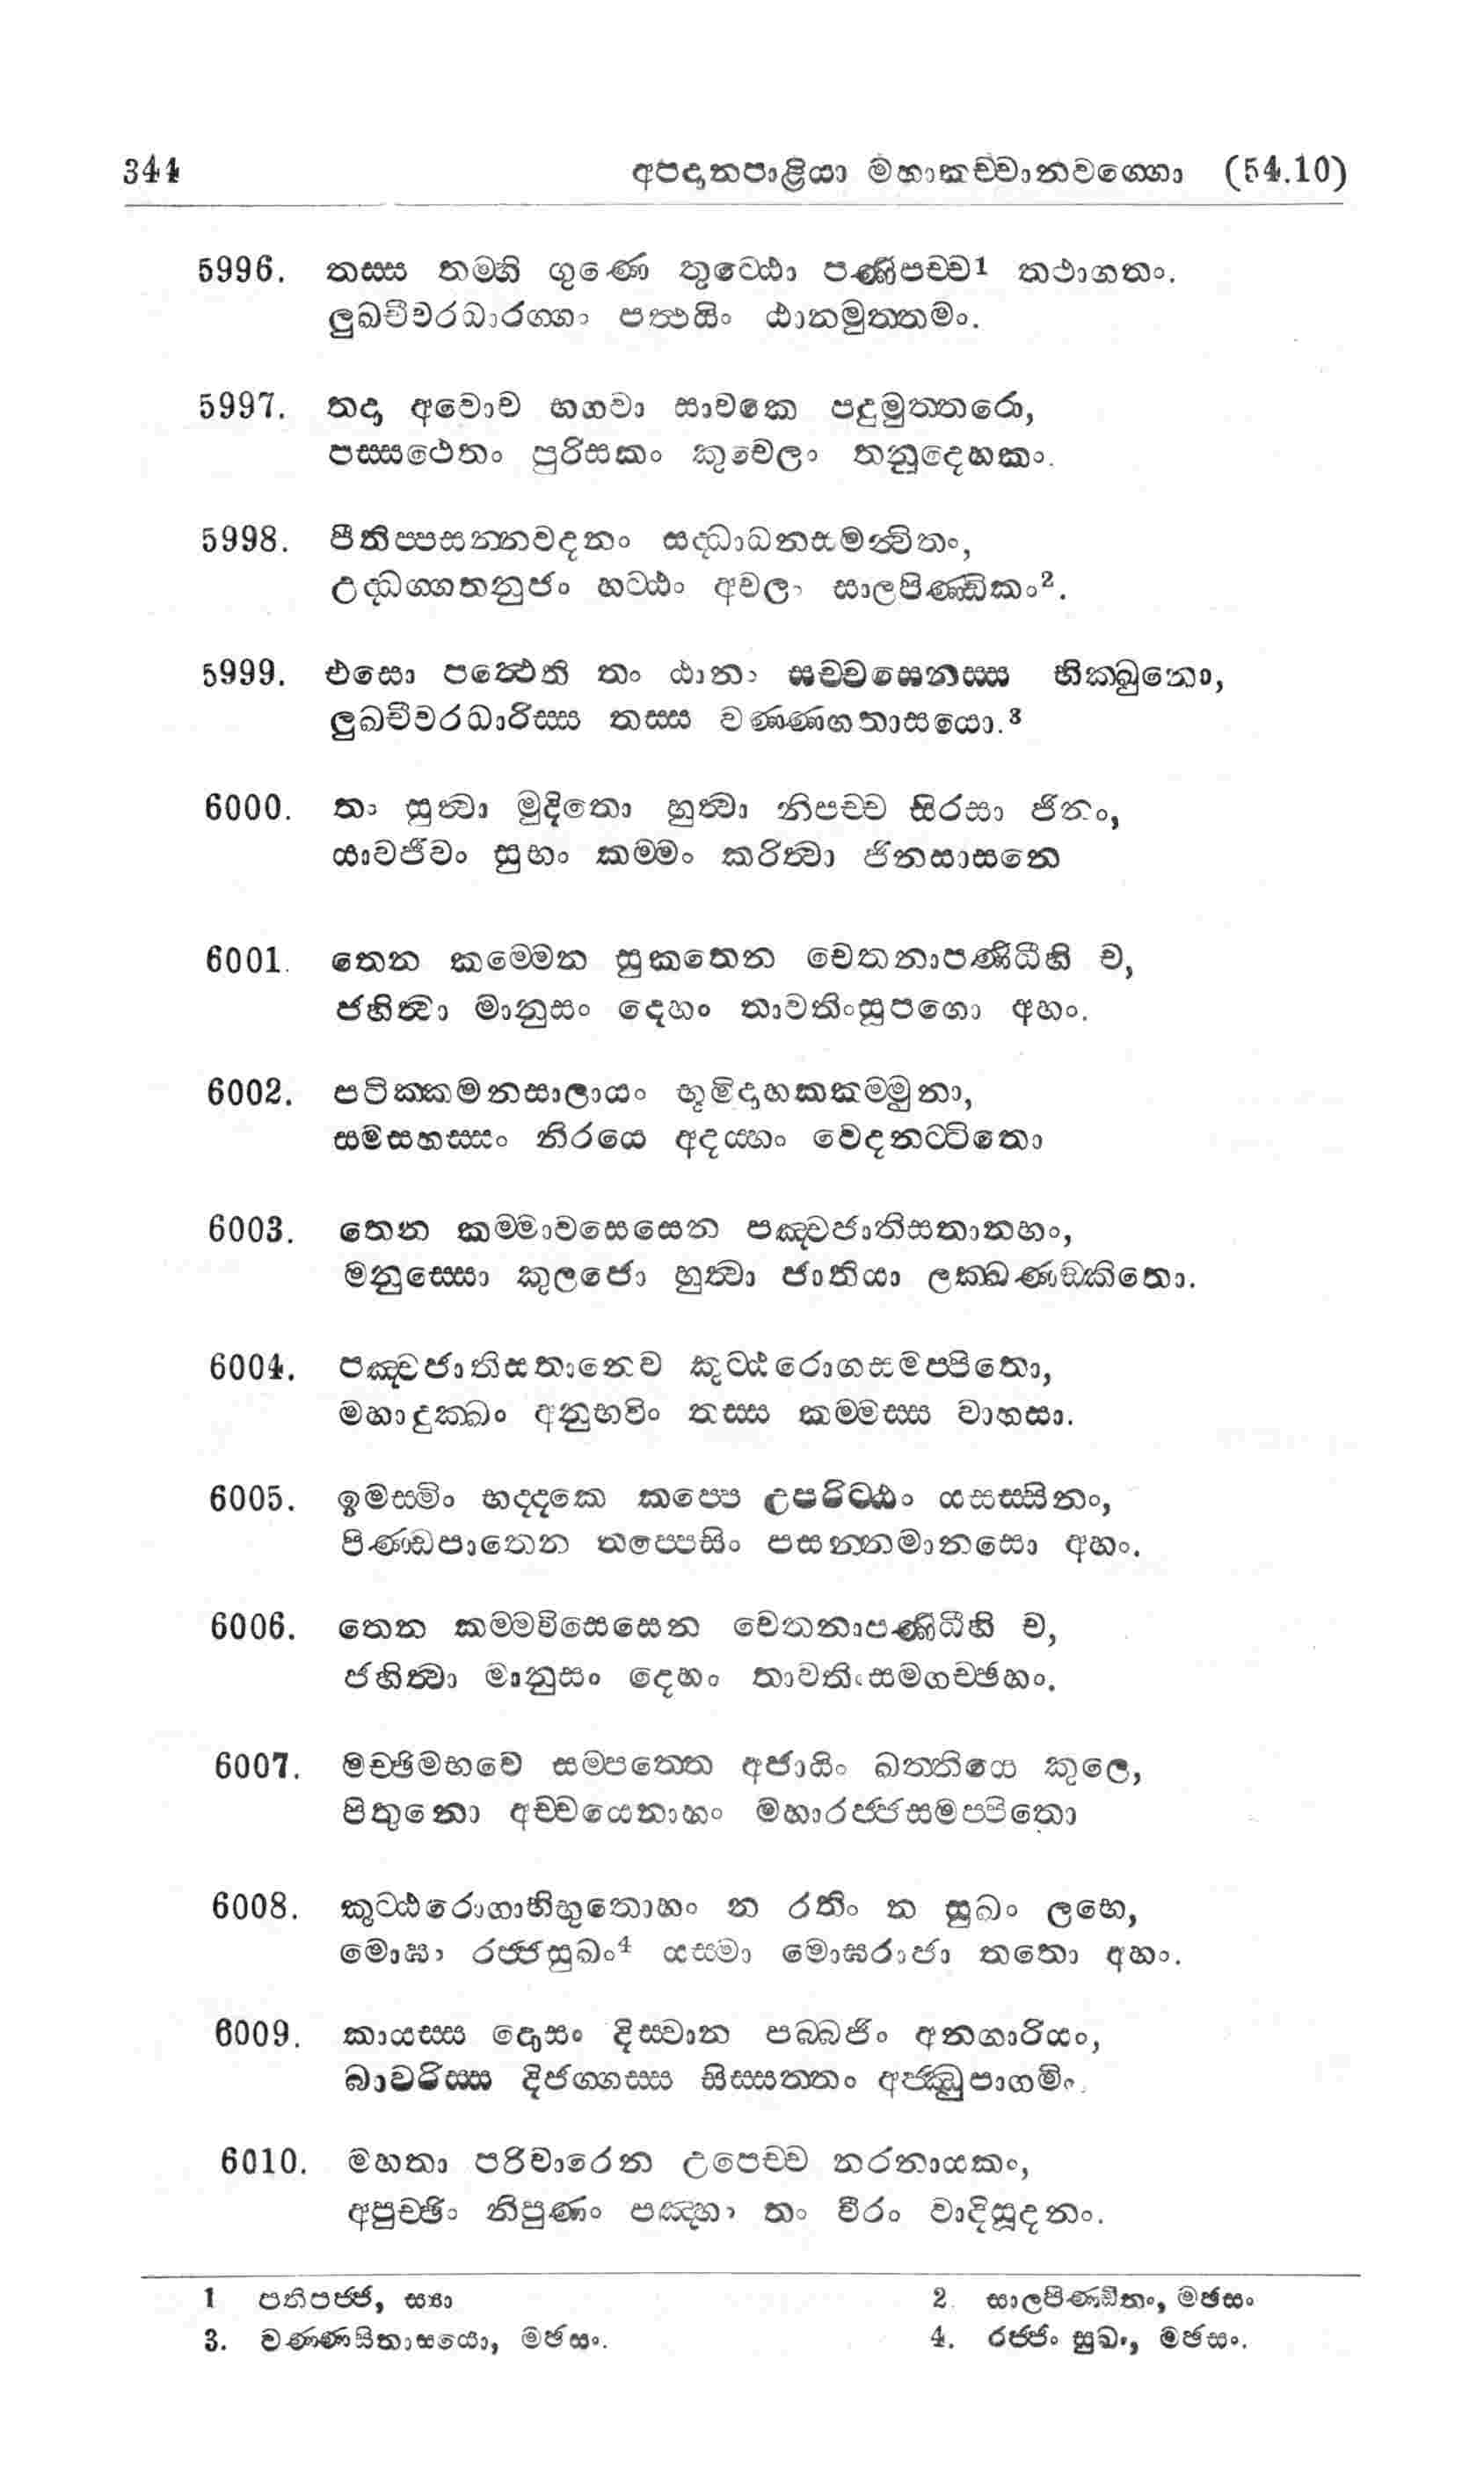 344 අපදානපාළියා මහාකච්චානවග්ගො (54.10)
5996. තස්ස තම්හි ගුණෙ තුට්ඨො පණිපච්ච1 තථාගතං.
ලුඛචීවරධාරග්ගං පත්ථයිං ඨානමුත්තමං.
5997. තදා අවොච භගවා සාවකෙ පදුමුත්තරො,
පස්සථෙතං පුරිසකං කුචෙලං තනුදෙහකං.
5998. පීතිප්පසන්නවදනං සද්ධාධනසමන්විතං,
උද්ධග්ගතනුජං හට්ඨං අචලං සාලපිණ්ඩිකං2.
5999. එසො පත්ථෙති තං ඨානං සච්චසෙනස්ස භික්ඛුනො,
ලුඛචීවරධාරිස්ස තස්ස වණ්ණගතාසයො.3
6000. තං සුත්වා මුදිතො හුත්වා නිපච්ච සිරසා ජිනං,
යාවජීවං සුභං කම්මං කරිත්වා ජිනසාසනෙ
6001. තෙන කම්මෙන සුකතෙන චෙතනාපණිධීහි ච,
ජහිත්වා මානුසං දෙහං තාවතිංසූපගො අහං.
6002. පටික්කමනසාලායං භූමිදාහකකම්මුනා,
සමසහස්සං නිරයෙ අදය්හං වෙදනට්ටිතො
6003. තෙන කම්මාවසෙසෙන පඤ්චජාතිසතානහං,
මනුස්සො කුලජො හුත්වා ජාතියා ලක්ඛණඞ්කිතො.
6004. පඤ්චජාතිසතානෙව කුට්ඨරොගසමප්පිතො,
මහාදුක්ඛං අනුභවිං තස්ස කම්මස්ස වාහසා.
6005. ඉමස්මිං භද්දකෙ කප්පෙ උපරිට්ඨං යසස්සිනං,
පිණ්ඩපාතෙන තප්පෙසිං පසන්නමානසො අහං.
6006. තෙන කම්මවිසෙසෙන චෙතනාපණිධීහි ච,
ජහිත්වා මානුසං දෙහං තාවතිංසමගච්ඡහං.
6007. මච්ඡිමභවෙ සම්පත්තෙ අජායිං ඛත්තියෙ කුලෙ,
පිතුනො අච්චයෙනාහං මහාරජ්ජසමප්පිතො
6008. කුට්ඨරොගාභිභූතොහං න රතිං න සුඛං ලභෙ,
මොඝං රජ්ජසුඛං4 යස්මා මොඝරාජා තතො අහං.
6009. කායස්ස දොසං දිස්වාන පබ්බජිං අනගාරියං,
බාවරිස්ස දිජග්ගස්ස සිස්සත්තං අජ්ඣුපාගමිං.
6010. මහතා පරිවාරෙන උපෙච්ච නරනායකං,
අපුච්ඡිං නිපුණං පඤ්හං තං වීරං වාදිසූදනං.
1 පතිපජ්ජ, ස්‍යා
2. සාලපිණ්ඩීතං, මඡසං
3. වණ්ණසිතාසයො, මඡසං.
4. රජ්ජං සුඛං, මඡසං.